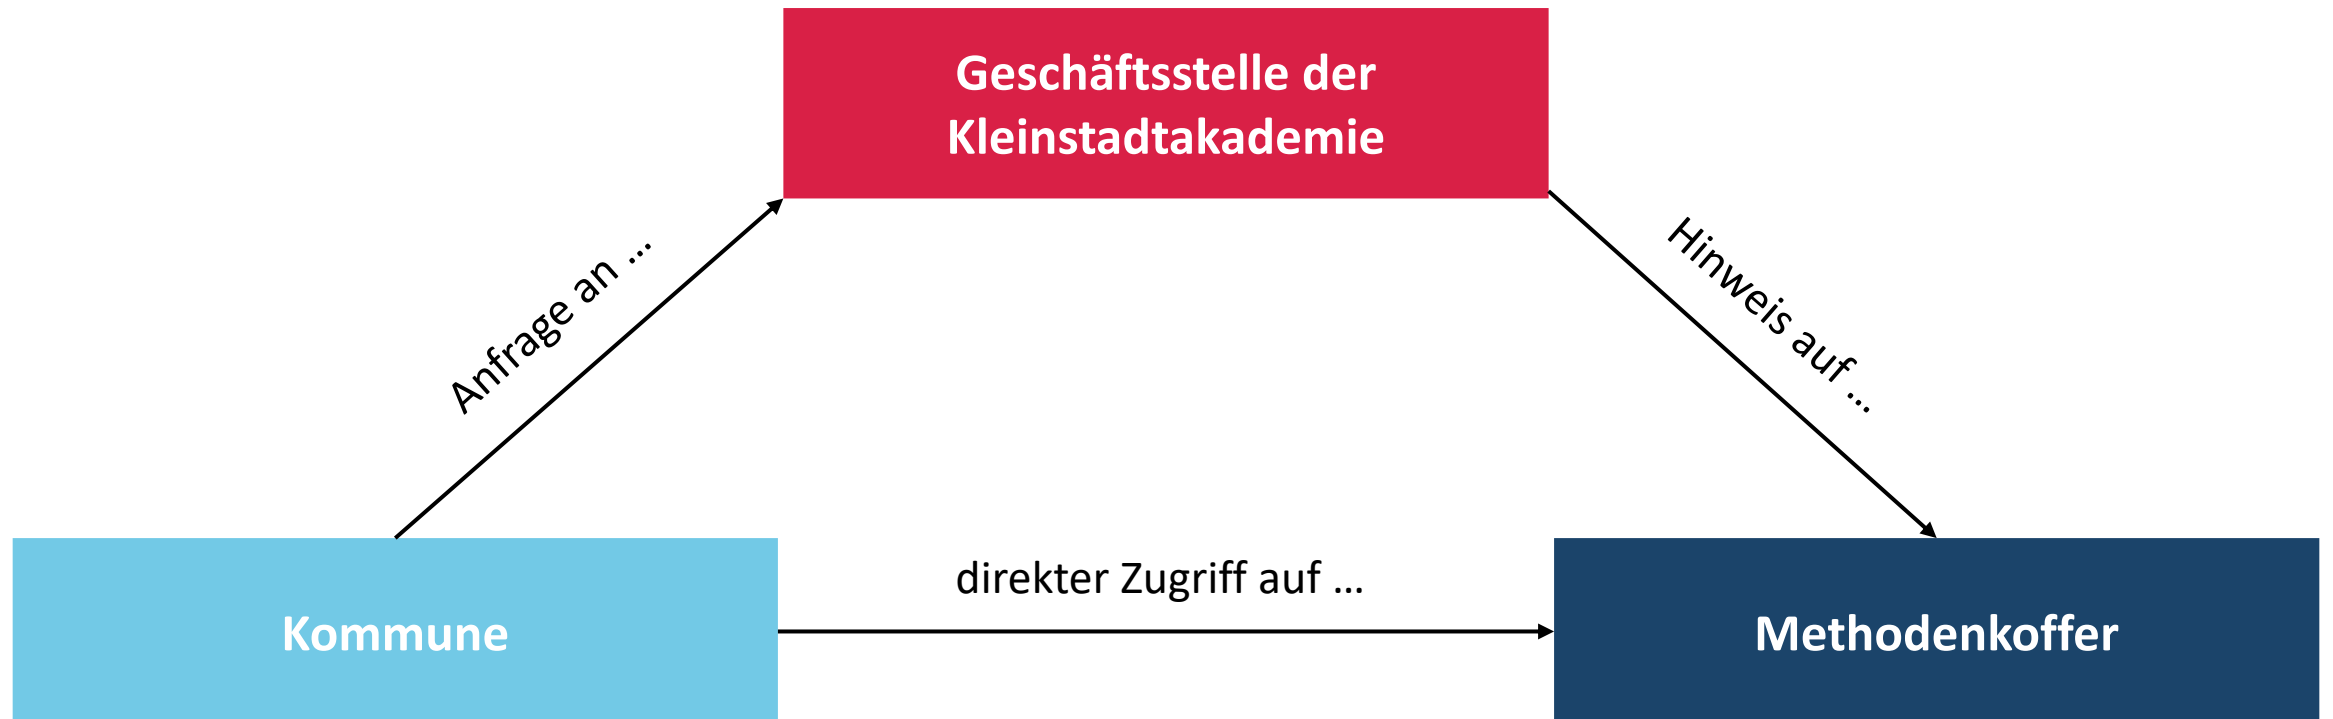 Geschäftsstelle der
Kleinstadtakademie
Anfrage an ...
Hinweis auf ...
direkter Zugriff auf ...
Kommune
Methodenkoffer